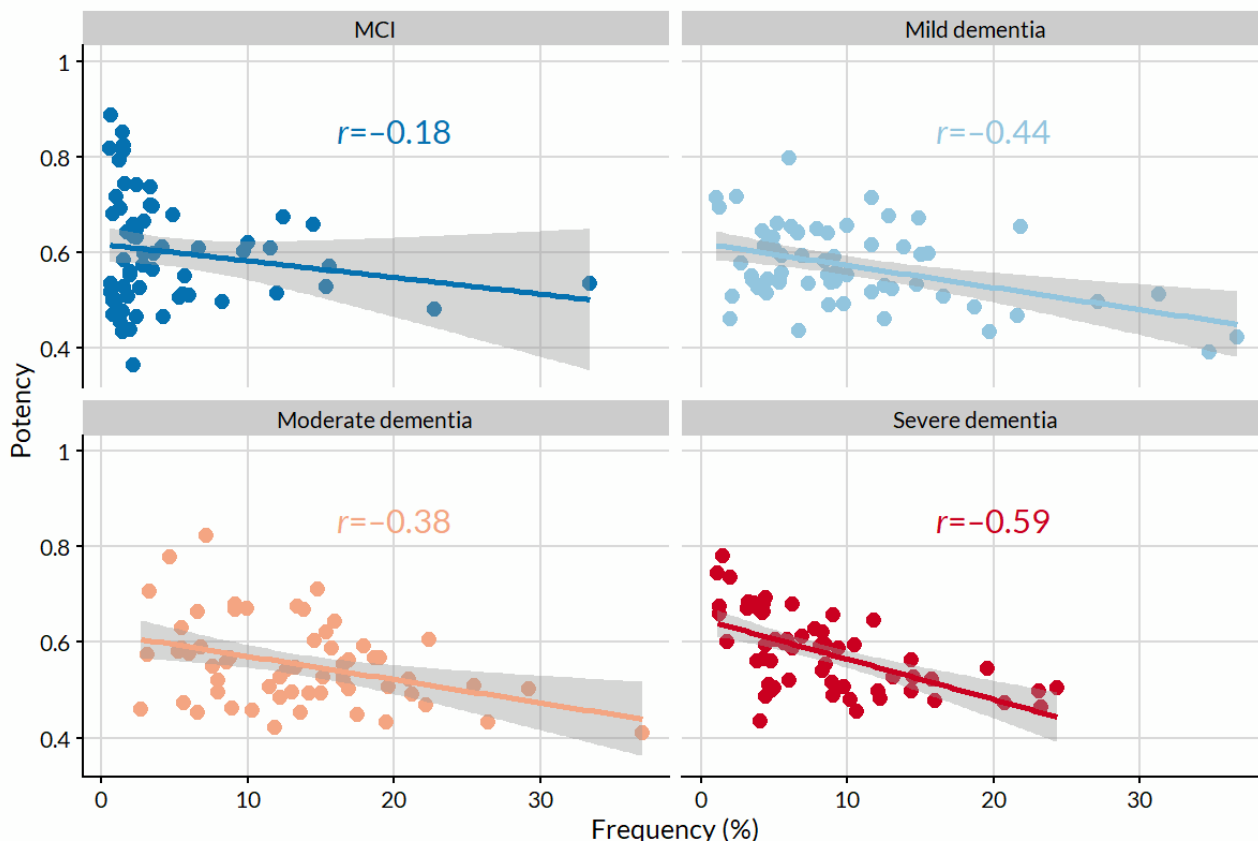 MCI
Mild dementia
1
0.8
0.6
0.4
r=–0.18
r=–0.44
Potency
Moderate dementia
Severe dementia
1
0.8
0.6
0.4
r=–0.38
r=–0.59
0
10
20
30
0
10
20
30
Frequency (%)